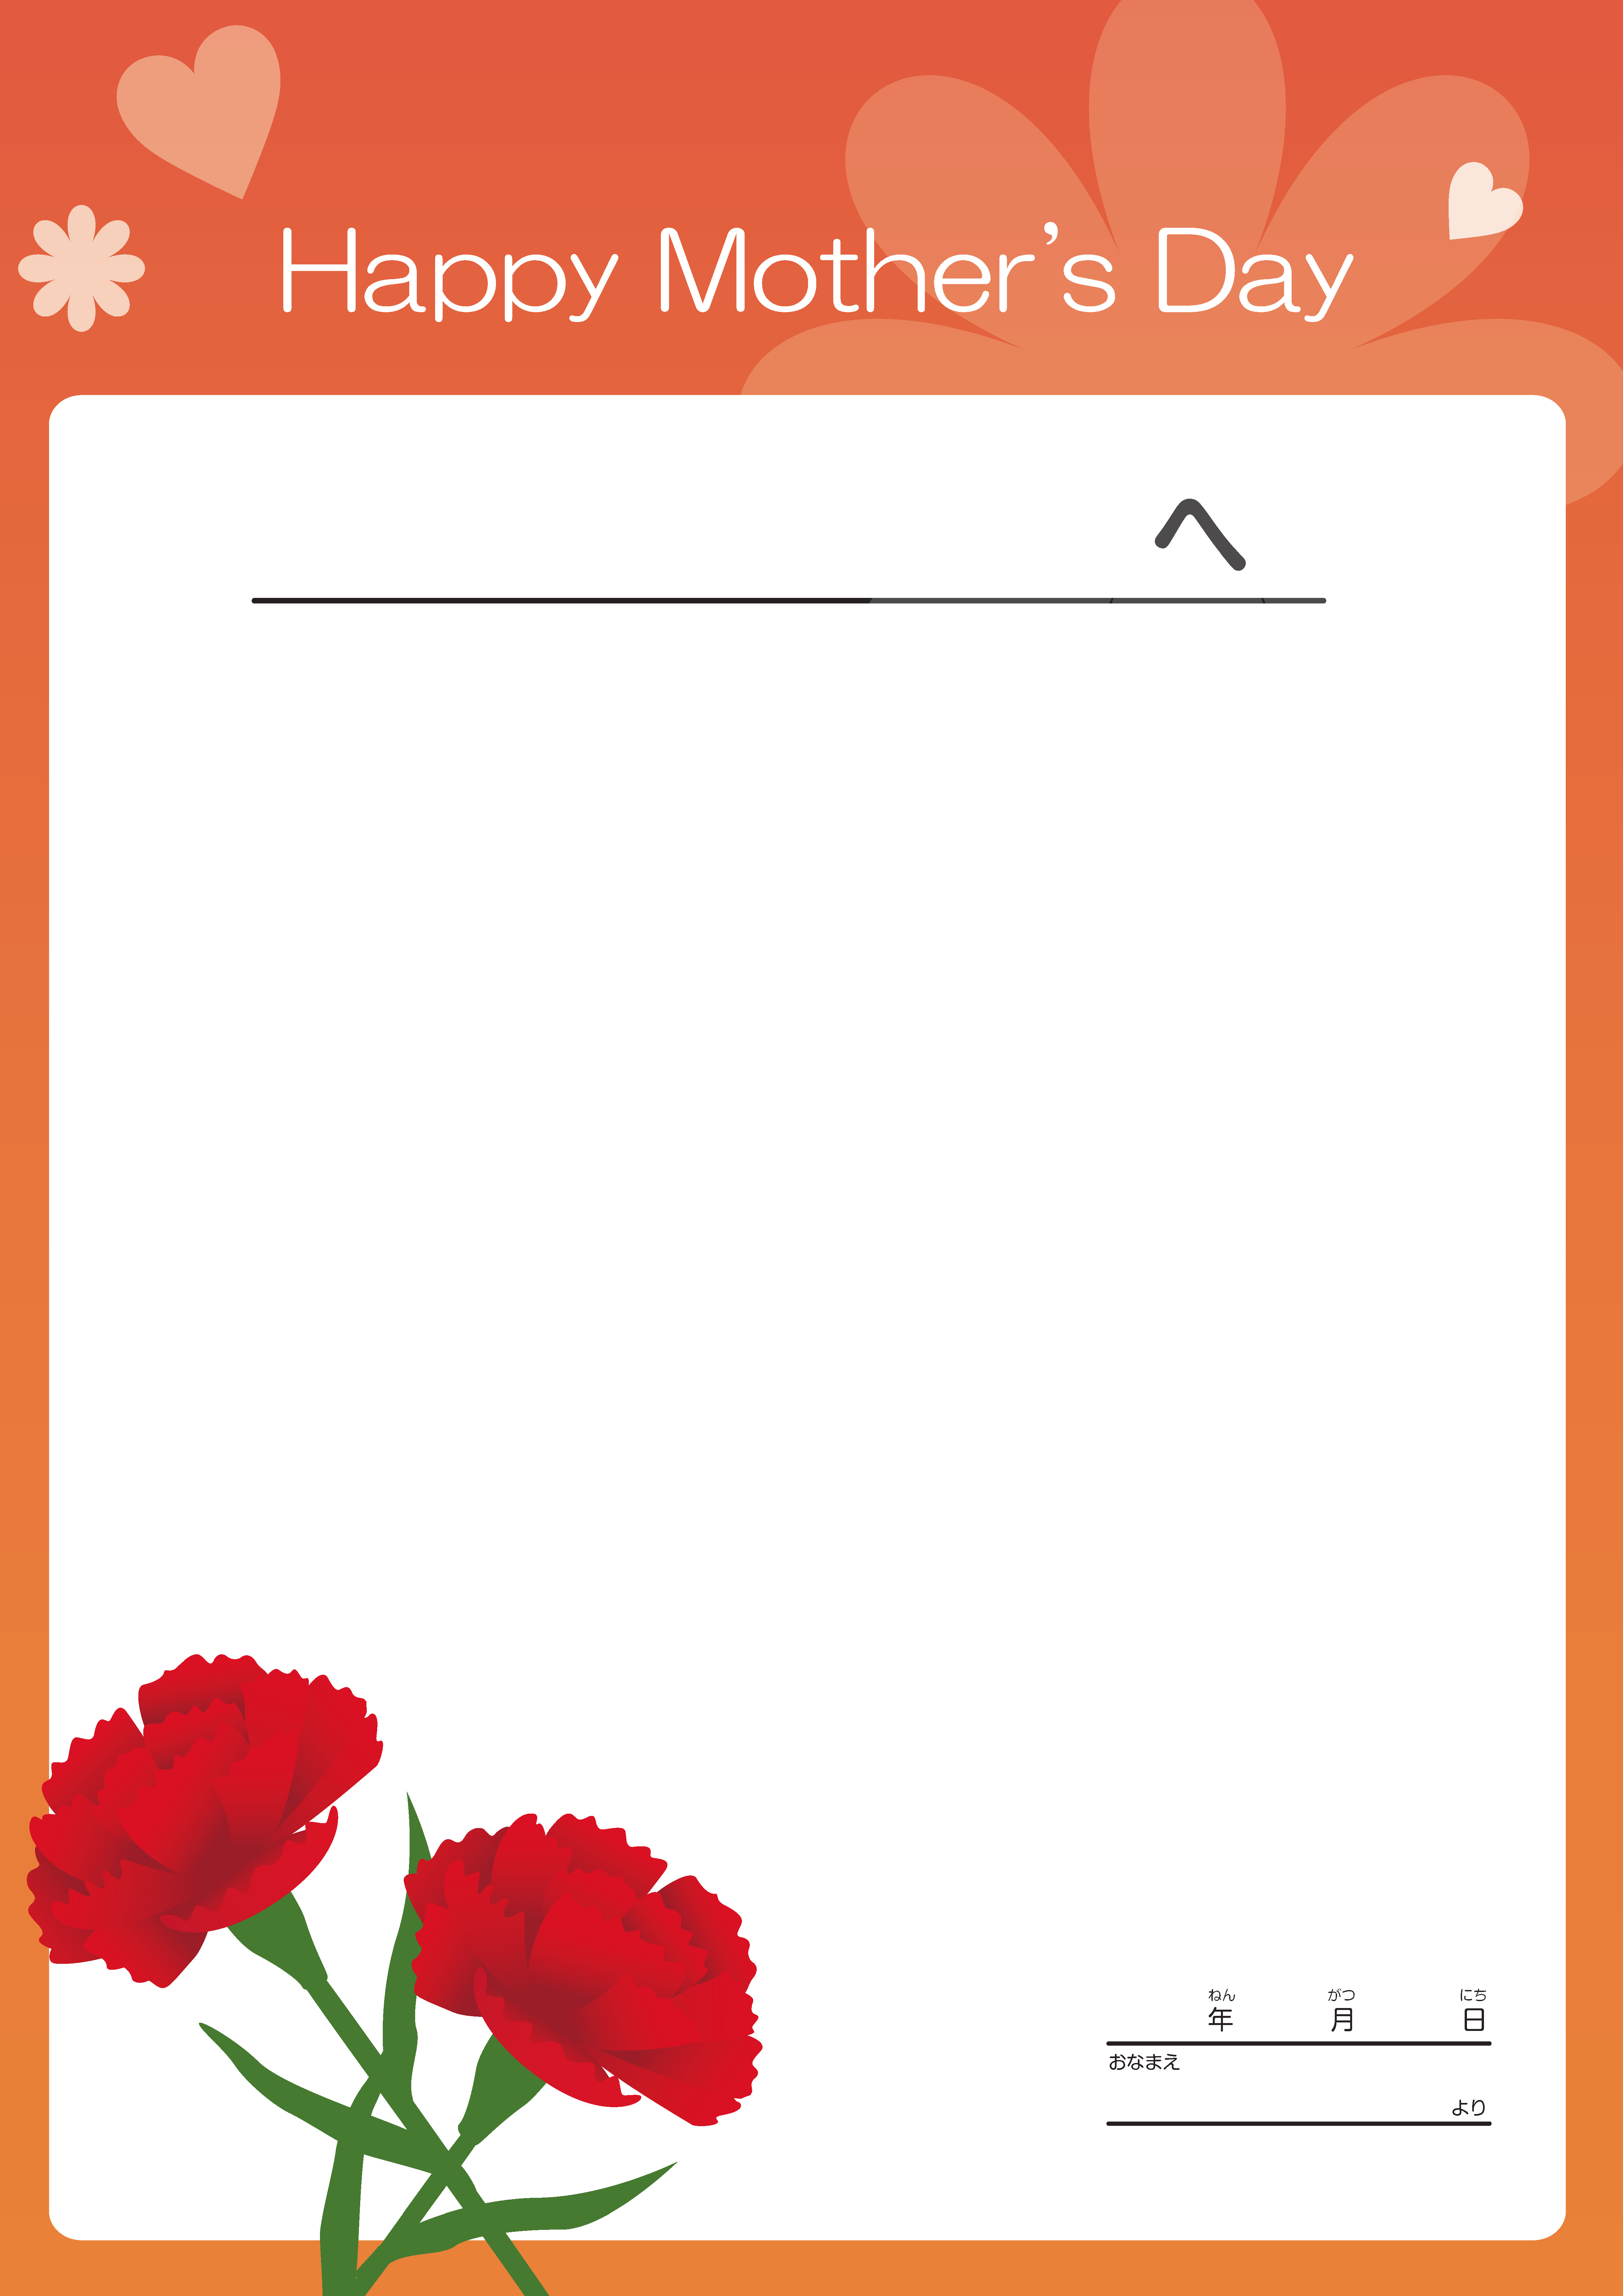 Happy Mother’s Day
へ
ねん がつ にち
年 月 日
おなまえ
より